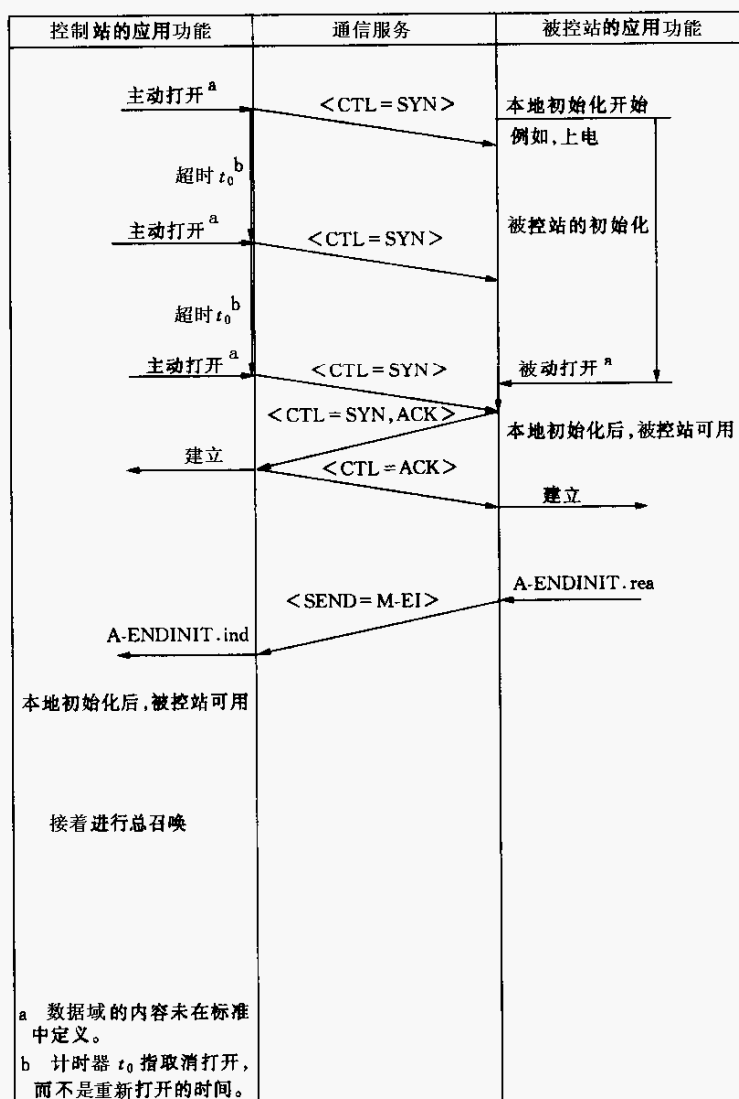 控制站的应用功能 通信服务 被控站的应用功能
主动打开a <CTL=SYN> 本地初始化开始
例如,上电
超时t0b
被控站的初始化
主动打开a <CTL=SYN>
超时t0b
主动打开a <CTL=SYN> 被动打开a
<CTL=SYN,ACK> 本地初始化后,被控站可用
建立 <CTL=ACK>
建立
<SEND=M-EI> A-ENDINIT.rea
A-ENDINIT.ind
本地初始化后,被控站可用
接着进行总召唤
a 数据域的内容未在标准
中定义。
b 计时器 t0 指取消打开,
而不是重新打开的时间。